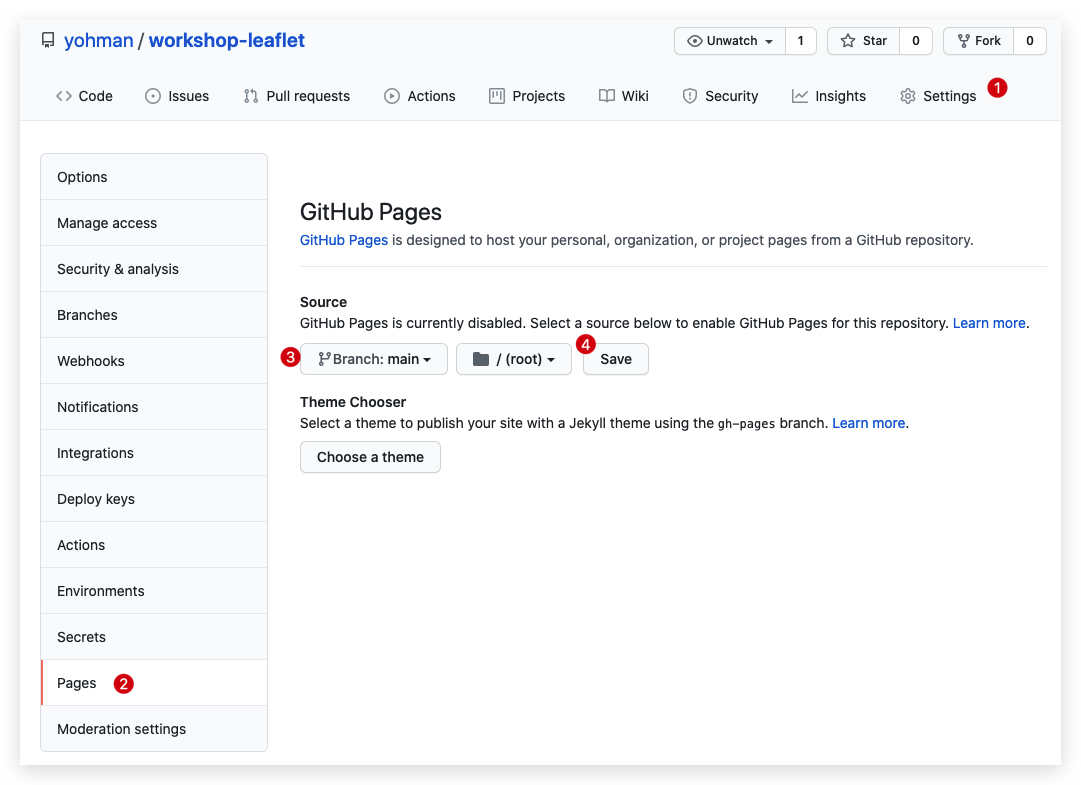 yohman / workshop-leaflet Unwatch 1 Star 0 Fork 0
Code Issues Pull requests Actions Projects Wiki Security Insights Settings 1
Options
Manage access
Security & analysis
Branches
Webhooks
Notifications
Integrations
Deploy keys
Actions
Environments
Secrets
Pages 2
Moderation settings
GitHub Pages
GitHub Pages is designed to host your personal, organization, or project pages from a GitHub repository.
Source
GitHub Pages is currently disabled. Select a source below to enable GitHub Pages for this repository. Learn more.
3 Branch: main / (root) 4 Save
Theme Chooser
Select a theme to publish your site with a Jekyll theme using the gh-pages branch. Learn more.
Choose a theme